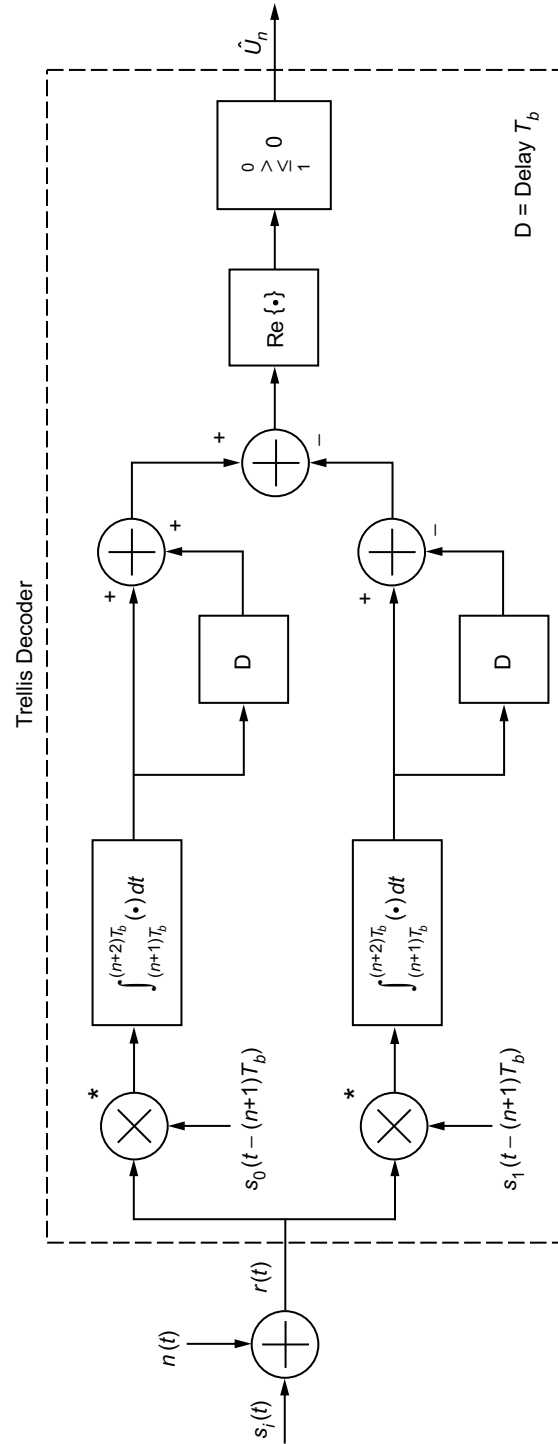 Trellis Decoder
s_i(t)
n(t)
+
r(t)
*
×
s_0(t – (n+1)T_b)
∫_{(n+1)T_b}^{(n+2)T_b} (•) dt
D
+
+
+
*
×
s_1(t – (n+1)T_b)
∫_{(n+1)T_b}^{(n+2)T_b} (•) dt
D
+
–
+
+
–
+
Re {•}
0
>
≤
1
0
Û_n
D = Delay T_b